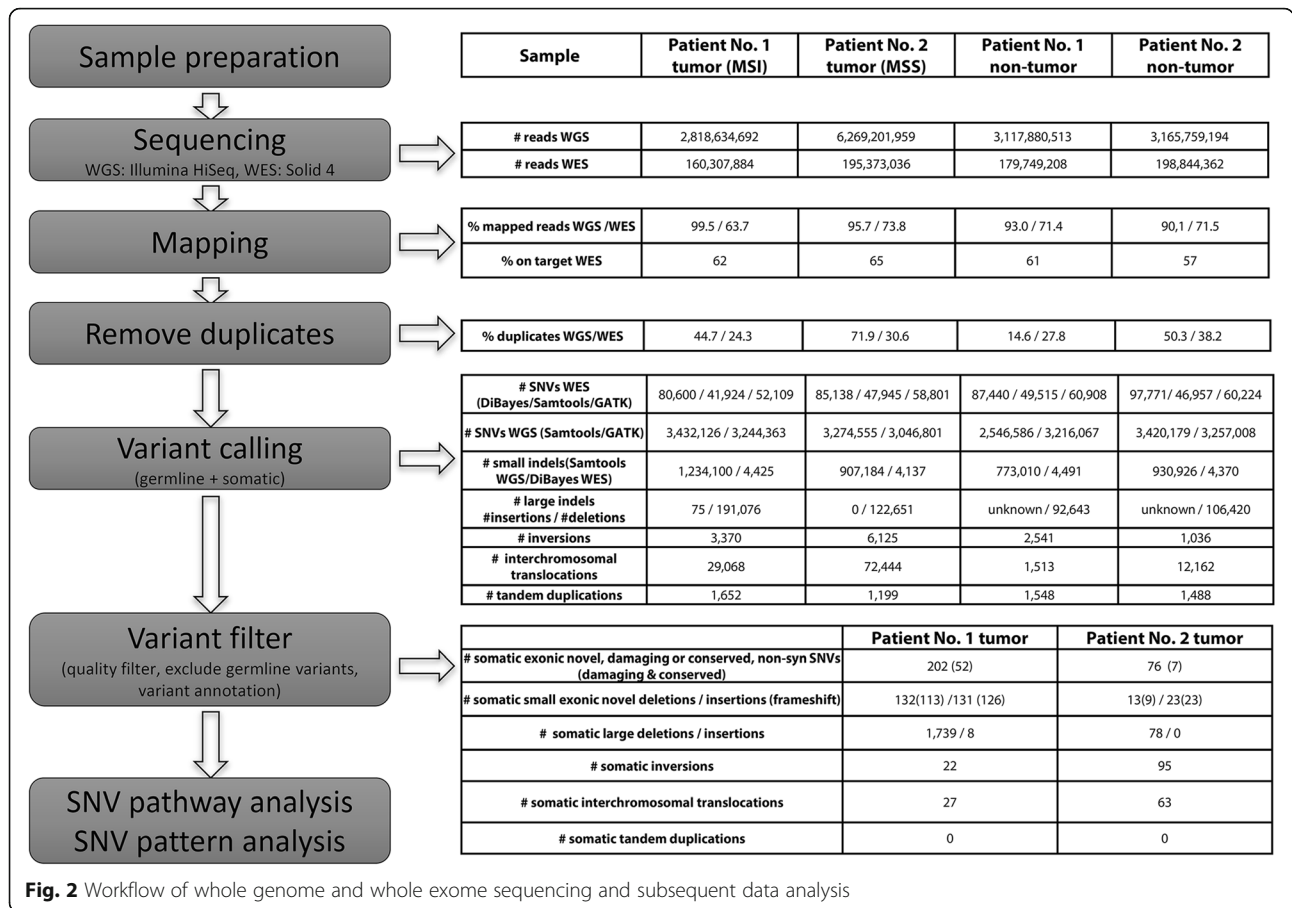 Sample preparation
Sample
Patient No. 1
tumor (MSI)
Patient No. 2
tumor (MSS)
Patient No. 1
non-tumor
Patient No. 2
non-tumor
Sequencing
WGS: Illumina HiSeq, WES: Solid 4
# reads WGS 2,818,634,692 6,269,201,959 3,117,880,513 3,165,759,194
# reads WES 160,307,884 195,373,036 179,749,208 198,844,362
Mapping
% mapped reads WGS /WES 99.5 / 63.7 95.7 / 73.8 93.0 / 71.4 90,1 / 71.5
% on target WES 62 65 61 57
Remove duplicates
% duplicates WGS/WES 44.7 / 24.3 71.9 / 30.6 14.6 / 27.8 50.3 / 38.2
Variant calling
(germline + somatic)
# SNVs WES
(DiBayes/Samtools/GATK) 80,600 / 41,924 / 52,109 85,138 / 47,945 / 58,801 87,440 / 49,515 / 60,908 97,771 / 46,957 / 60,224
# SNVs WGS (Samtools/GATK) 3,432,126 / 3,244,363 3,274,555 / 3,046,801 2,546,586 / 3,216,067 3,420,179 / 3,257,008
# small indels(Samtools
WGS/DiBayes WES) 1,234,100 / 4,425 907,184 / 4,137 773,010 / 4,491 930,926 / 4,370
# large indels
#insertions / #deletions 75 / 191,076 0 / 122,651 unknown / 92,643 unknown / 106,420
# inversions 3,370 6,125 2,541 1,036
# interchromosomal
translocations 29,068 72,444 1,513 12,162
# tandem duplications 1,652 1,199 1,548 1,488
Variant filter
(quality filter, exclude germline variants,
variant annotation)
Patient No. 1 tumor Patient No. 2 tumor
# somatic exonic novel, damaging or conserved, non-syn SNVs
(damaging & conserved) 202 (52) 76 (7)
# somatic small exonic novel deletions / insertions (frameshift) 132(113) /131 (126) 13(9) / 23(23)
# somatic large deletions / insertions 1,739 / 8 78 / 0
# somatic inversions 22 95
# somatic interchromosomal translocations 27 63
# somatic tandem duplications 0 0
SNV pathway analysis
SNV pattern analysis
Fig. 2 Workflow of whole genome and whole exome sequencing and subsequent data analysis